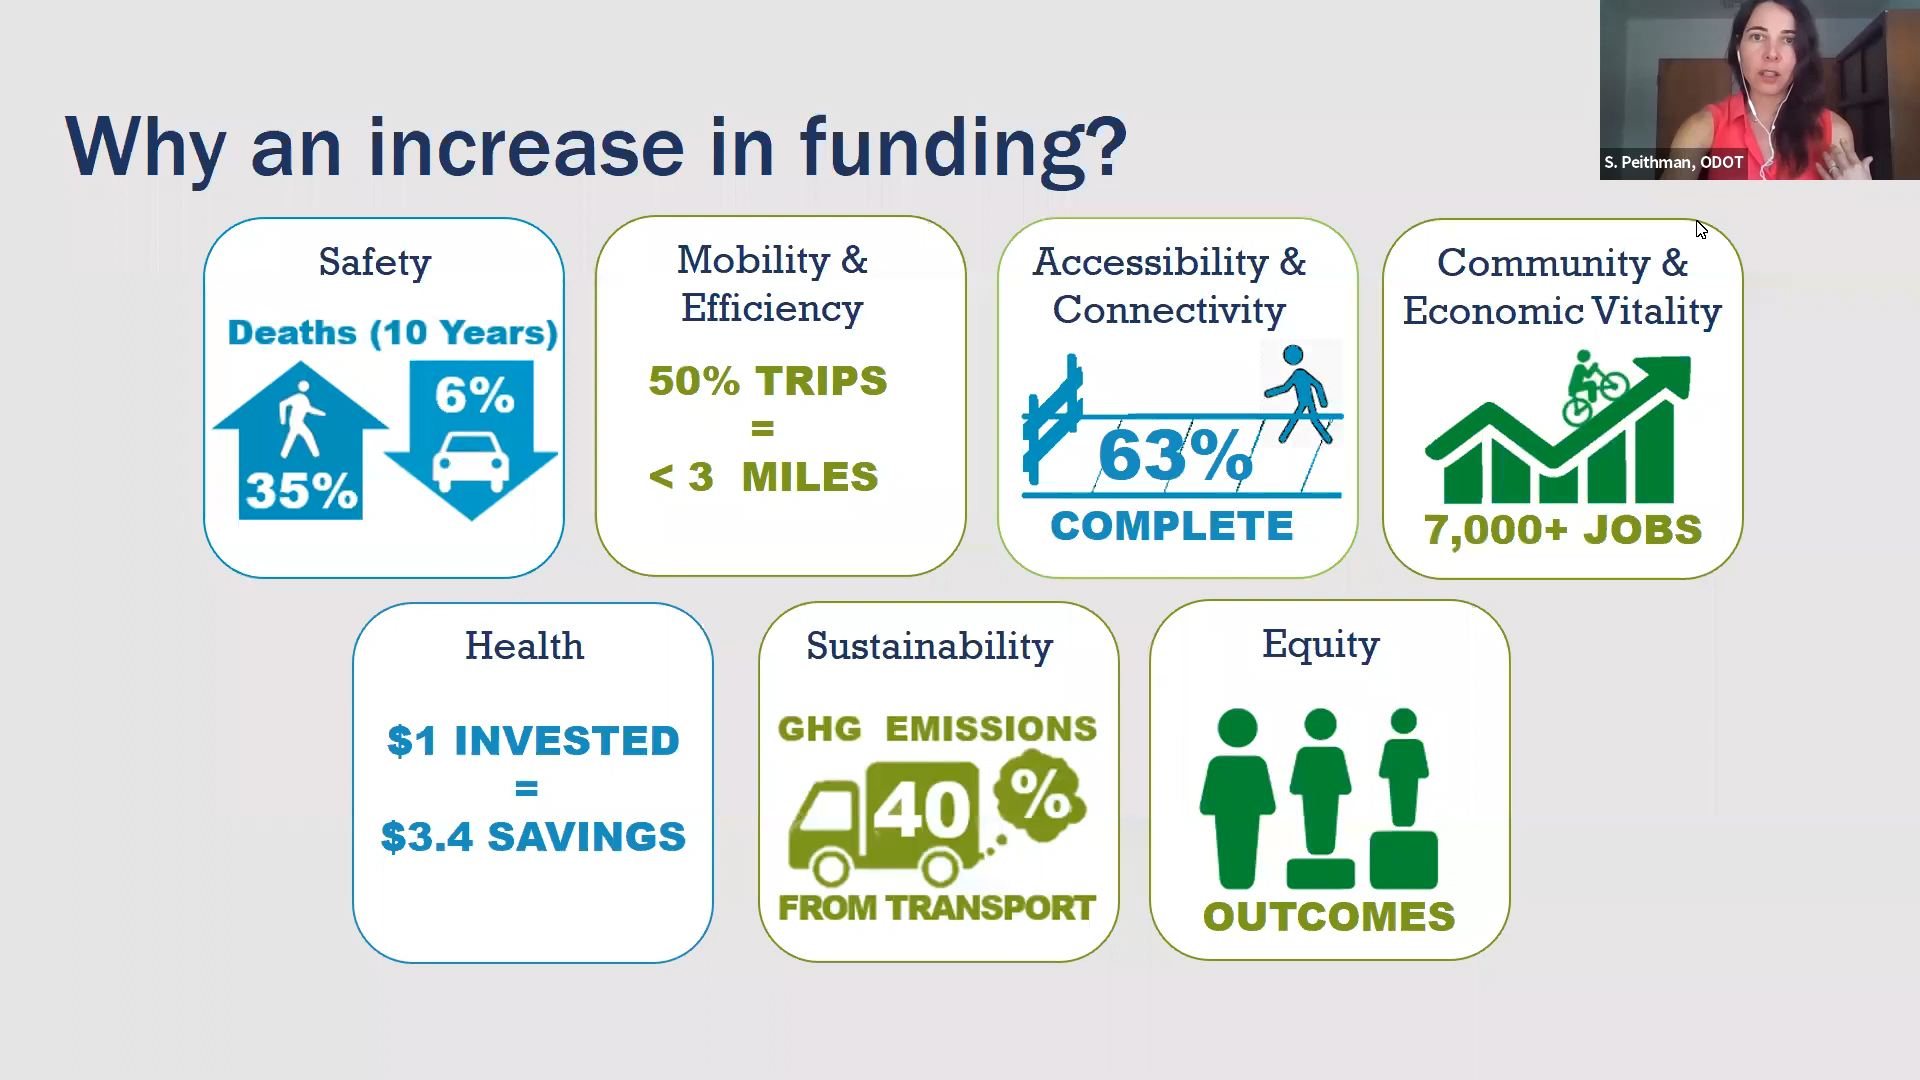 Why an increase in funding?
S. Peithman, ODOT
Safety
Deaths (10 Years)
35%
6%
Mobility &
Efficiency
50% TRIPS
=
< 3 MILES
Accessibility &
Connectivity
63%
COMPLETE
Community &
Economic Vitality
7,000+ JOBS
Health
$1 INVESTED
=
$3.4 SAVINGS
Sustainability
GHG EMISSIONS
40 %
FROM TRANSPORT
Equity
OUTCOMES